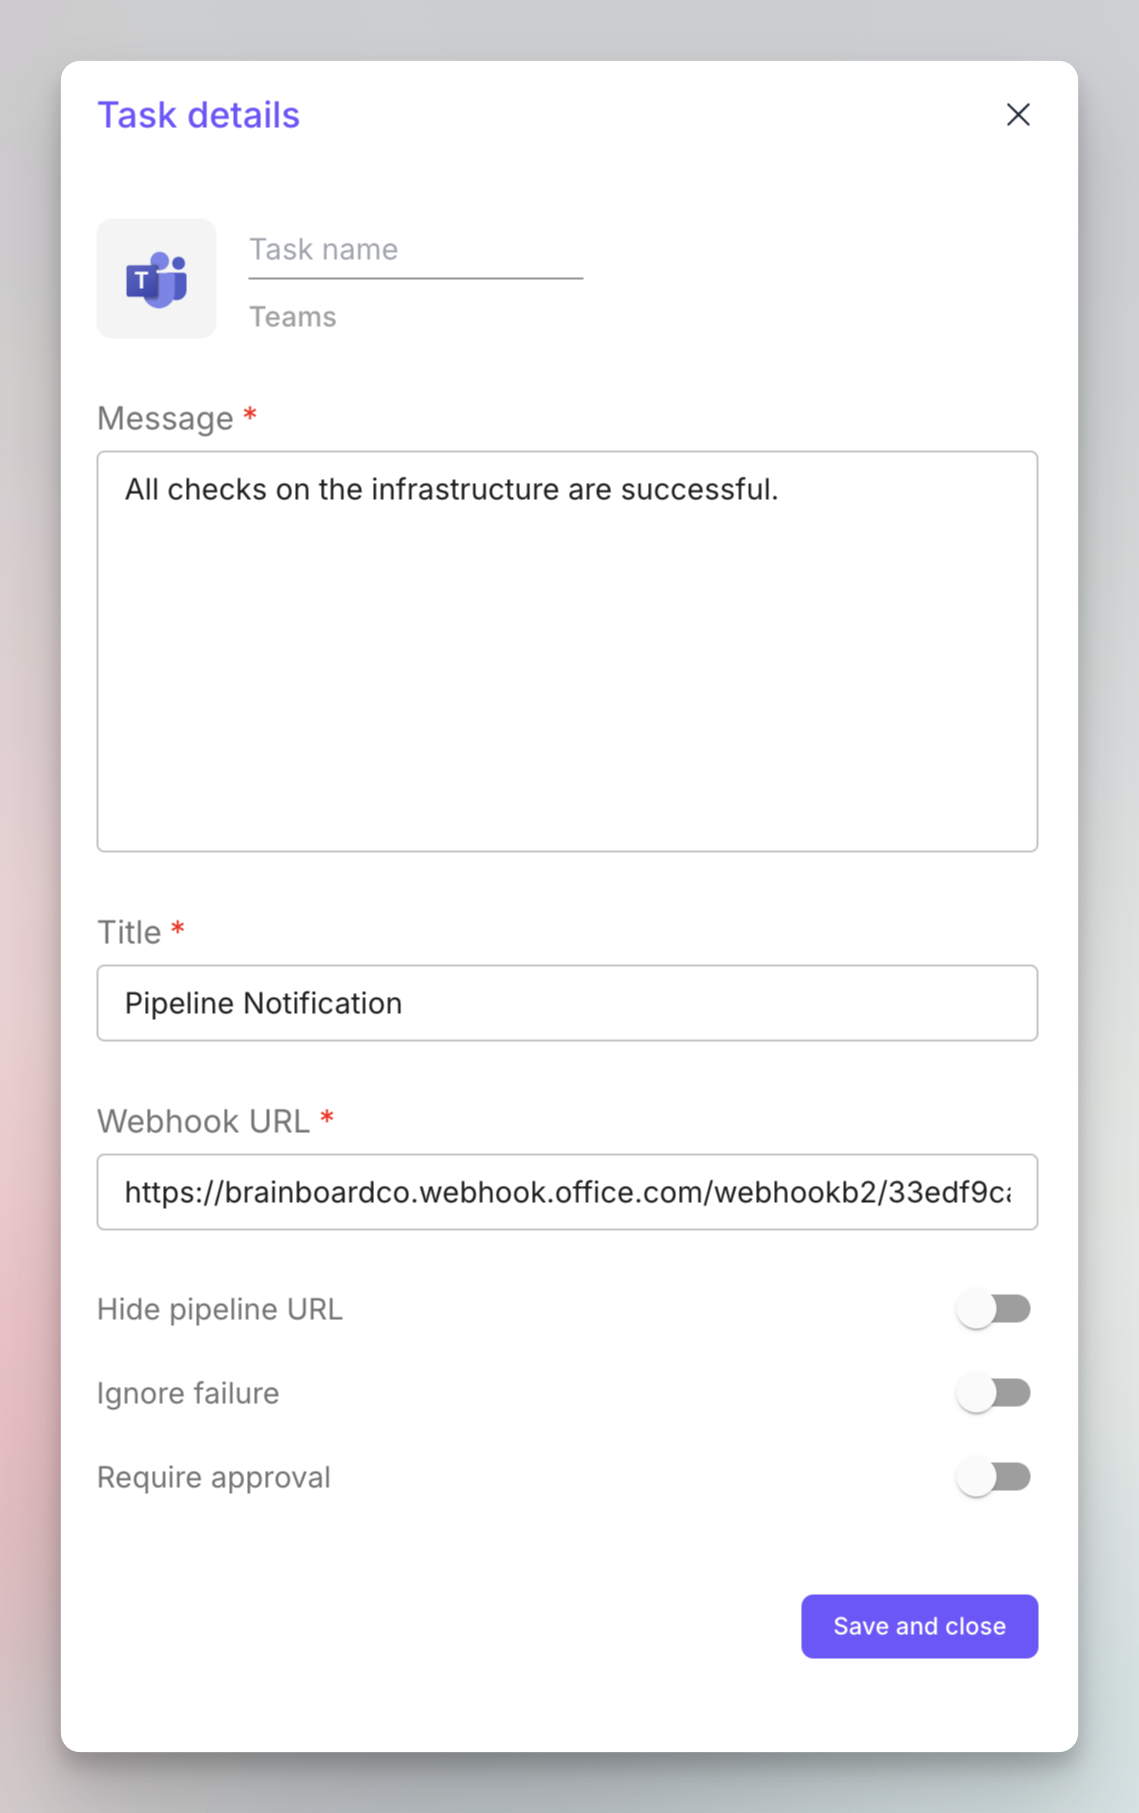 Task details
T
Task name
Teams
Message *
All checks on the infrastructure are successful.
Title *
Pipeline Notification
Webhook URL *
https://brainboardco.webhook.office.com/webhookb2/33edf9c
Hide pipeline URL
Ignore failure
Require approval
Save and close